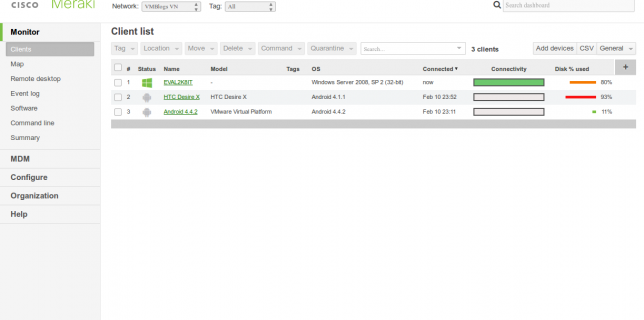 CISCO Meraki
Network: VMBlogs VN Tag: All Search dashboard
Monitor
Clients
Map
Remote desktop
Event log
Software
Command line
Summary
MDM
Configure
Organization
Help
Client list
Tag Location Move Delete Command Quarantine Search... 3 clients Add devices CSV General
# Status Name Model Tags OS Connected Connectivity Disk % used +
1 EVAL2K8IT - Windows Server 2008, SP 2 (32-bit) now 80%
2 HTC Desire X HTC Desire X Android 4.1.1 Feb 10 23:52 93%
3 Android 4.4.2 VMware Virtual Platform Android 4.4.2 Feb 10 23:11 11%